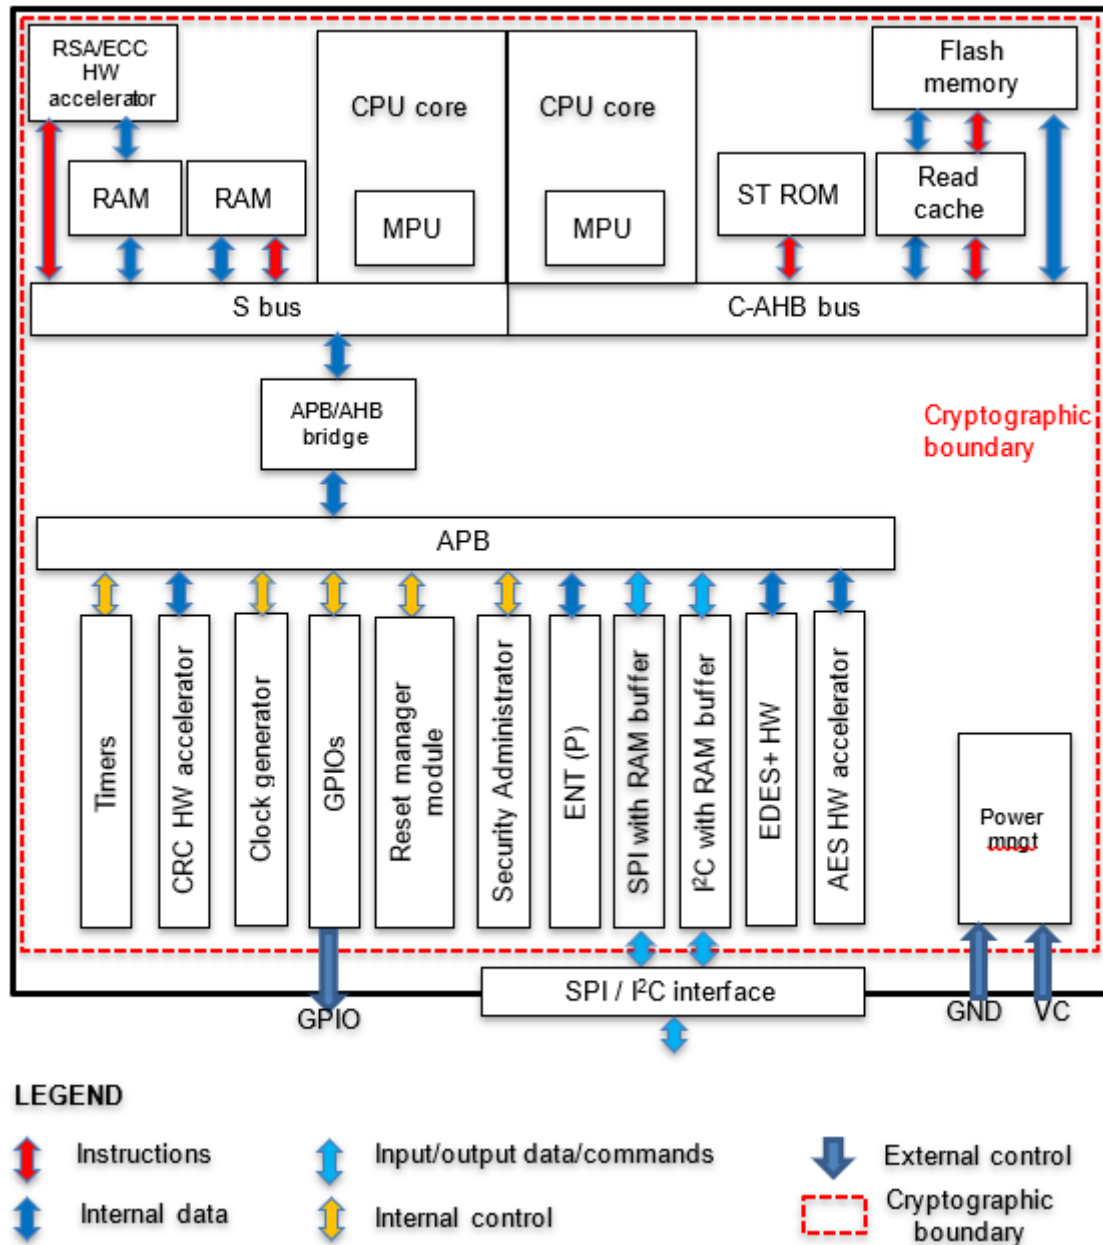 RSA/ECC
HW
accelerator
CPU core
CPU core
Flash
memory
RAM
RAM
MPU
MPU
ST ROM
Read
cache
S bus
C-AHB bus
APB/AHB
bridge
Cryptographic
boundary
APB
Timers
CRC HW accelerator
Clock generator
GPIOs
Reset manager
module
Security Administrator
ENT (P)
SPI with RAM buffer
I²C with RAM buffer
EDES+ HW
AES HW accelerator
Power
mngt
SPI / I²C interface
GPIO
GND
VC
LEGEND
Instructions
Input/output data/commands
External control
Internal data
Internal control
Cryptographic
boundary